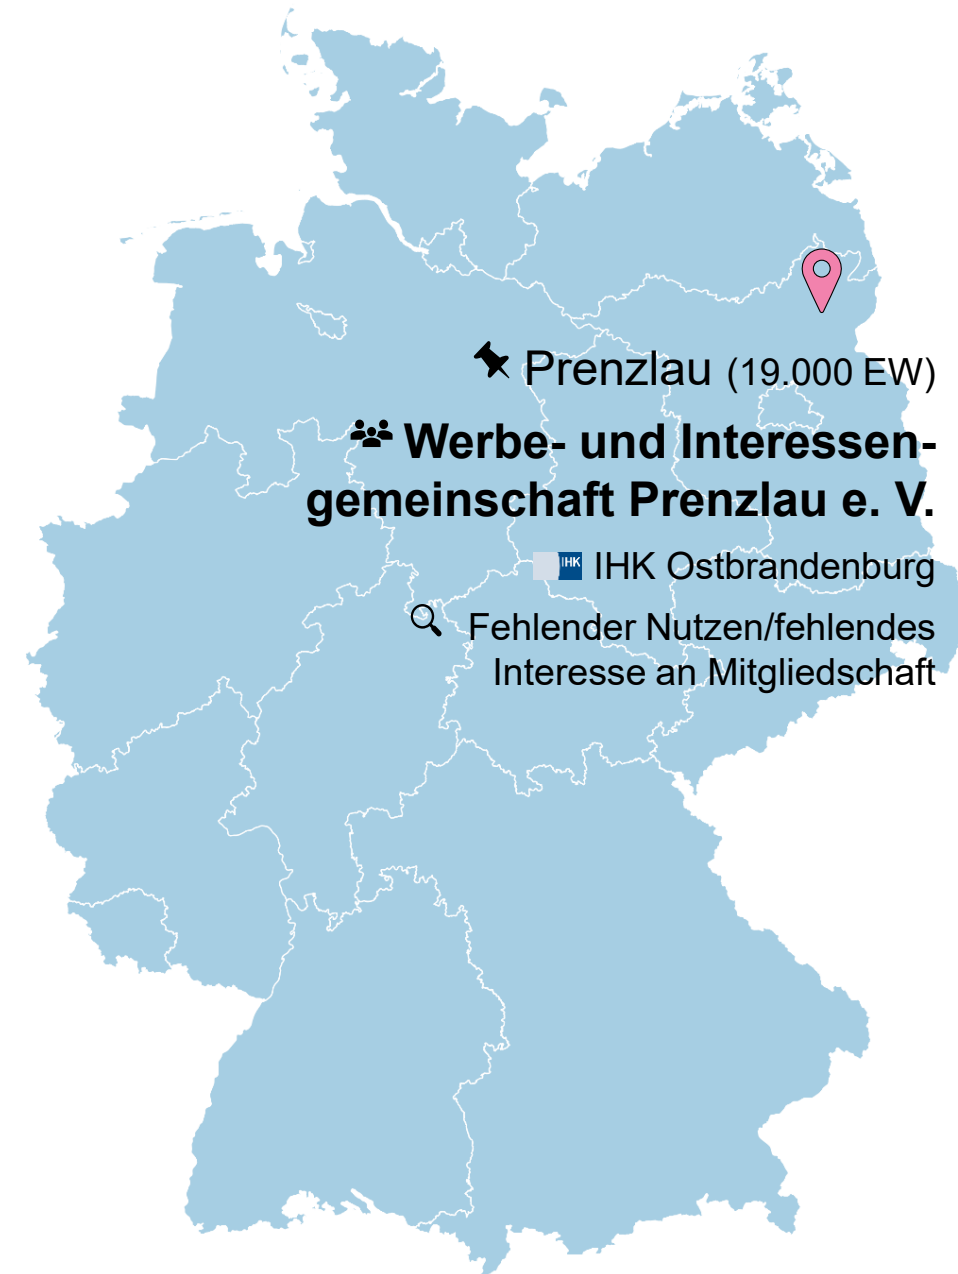 Prenzlau (19.000 EW)
Werbe- und Interessen-
gemeinschaft Prenzlau e. V.
IHK IHK Ostbrandenburg
Fehlender Nutzen/fehlendes
Interesse an Mitgliedschaft